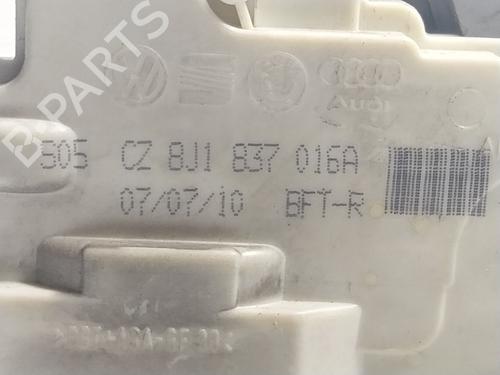 B-PARTS
Audi
505 CZ 8J1 837 016A
07/07/10 BFT-R